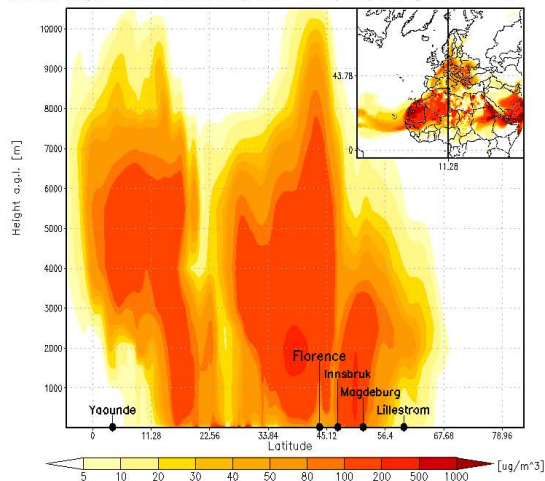 10000
9000
8000
7000
6000
5000
4000
3000
2000
1000
Height a.g.l. [m]
43.78
0
11.28
Florence
Innsbruk
Magdeburg
Yaounde
Lillestrom
0 11.28 22.56 33.84 45.12 56.4 67.68 78.96
Latitude
[ug/m^3]
5 10 20 30 40 50 80 100 200 500 1000